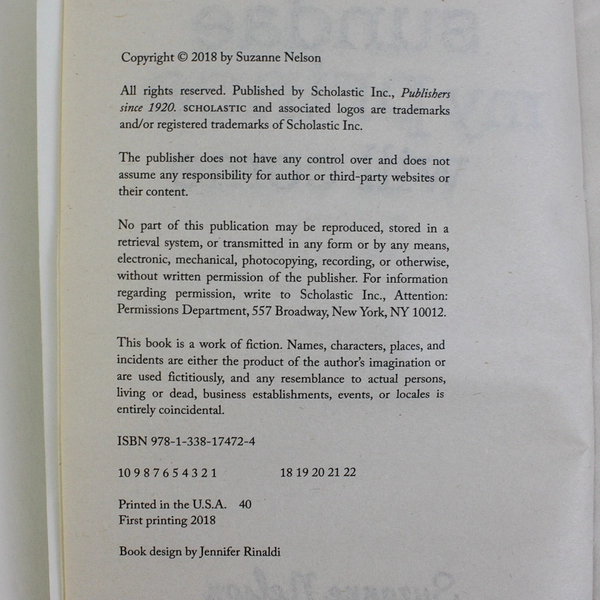 Copyright © 2018 by Suzanne Nelson
All rights reserved. Published by Scholastic Inc., Publishers
since 1920. SCHOLASTIC and associated logos are trademarks
and/or registered trademarks of Scholastic Inc.
The publisher does not have any control over and does not
assume any responsibility for author or third-party websites or
their content.
No part of this publication may be reproduced, stored in a
retrieval system, or transmitted in any form or by any means,
electronic, mechanical, photocopying, recording, or otherwise,
without written permission of the publisher. For information
regarding permission, write to Scholastic Inc., Attention:
Permissions Department, 557 Broadway, New York, NY 10012.
This book is a work of fiction. Names, characters, places, and
incidents are either the product of the author's imagination or
are used fictitiously, and any resemblance to actual persons,
living or dead, business establishments, events, or locales is
entirely coincidental.
ISBN 978-1-338-17472-4
10 9 8 7 6 5 4 3 2 1 18 19 20 21 22
Printed in the U.S.A. 40
First printing 2018
Book design by Jennifer Rinaldi